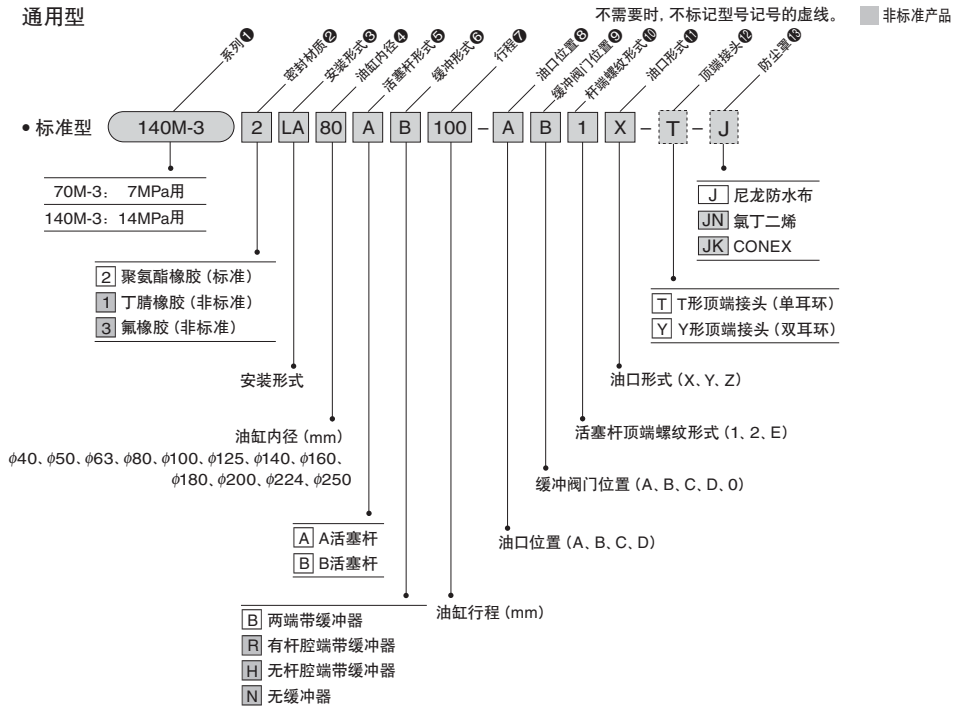 通用型
不需要时，不标记型号记号的虚线。 非标准产品
系列❶
密封材质❷
安装形式❸
油缸内径❹
活塞杆形式❺
缓冲形式❻
行程❼
油口位置❽
缓冲阀门位置❾
杆端螺纹形式❿
油口形式⓫
顶端接头⓬
防尘罩⓭
• 标准型 140M-3 2 LA 80 A B 100 – A B 1 X – T – J
70M-3： 7MPa用
140M-3：14MPa用
J 尼龙防水布
JN 氯丁二烯
JK CONEX
2 聚氨酯橡胶（标准）
1 丁腈橡胶（非标准）
3 氟橡胶（非标准）
T T形顶端接头（单耳环）
Y Y形顶端接头（双耳环）
安装形式
油口形式（X、Y、Z）
油缸内径（mm）
ϕ40、ϕ50、ϕ63、ϕ80、ϕ100、ϕ125、ϕ140、ϕ160、
ϕ180、ϕ200、ϕ224、ϕ250
活塞杆顶端螺纹形式（1、2、E）
缓冲阀门位置（A、B、C、D、0）
A A活塞杆
B B活塞杆
油口位置（A、B、C、D）
油缸行程（mm）
B 两端带缓冲器
R 有杆腔端带缓冲器
H 无杆腔端带缓冲器
N 无缓冲器